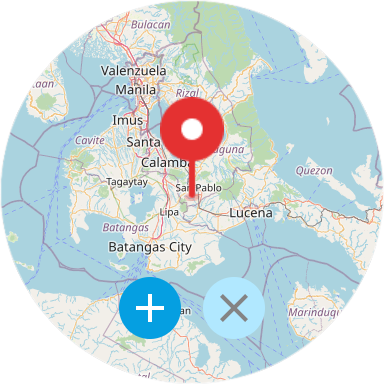 Bulacan
Valenzuela
Manila
Rizal
Imus
Santa
Cavite
Laguna
Calamba
Quezon
Tagaytay
San Pablo
Lipa
Lucena
Batangas
Batangas City
Marinduque